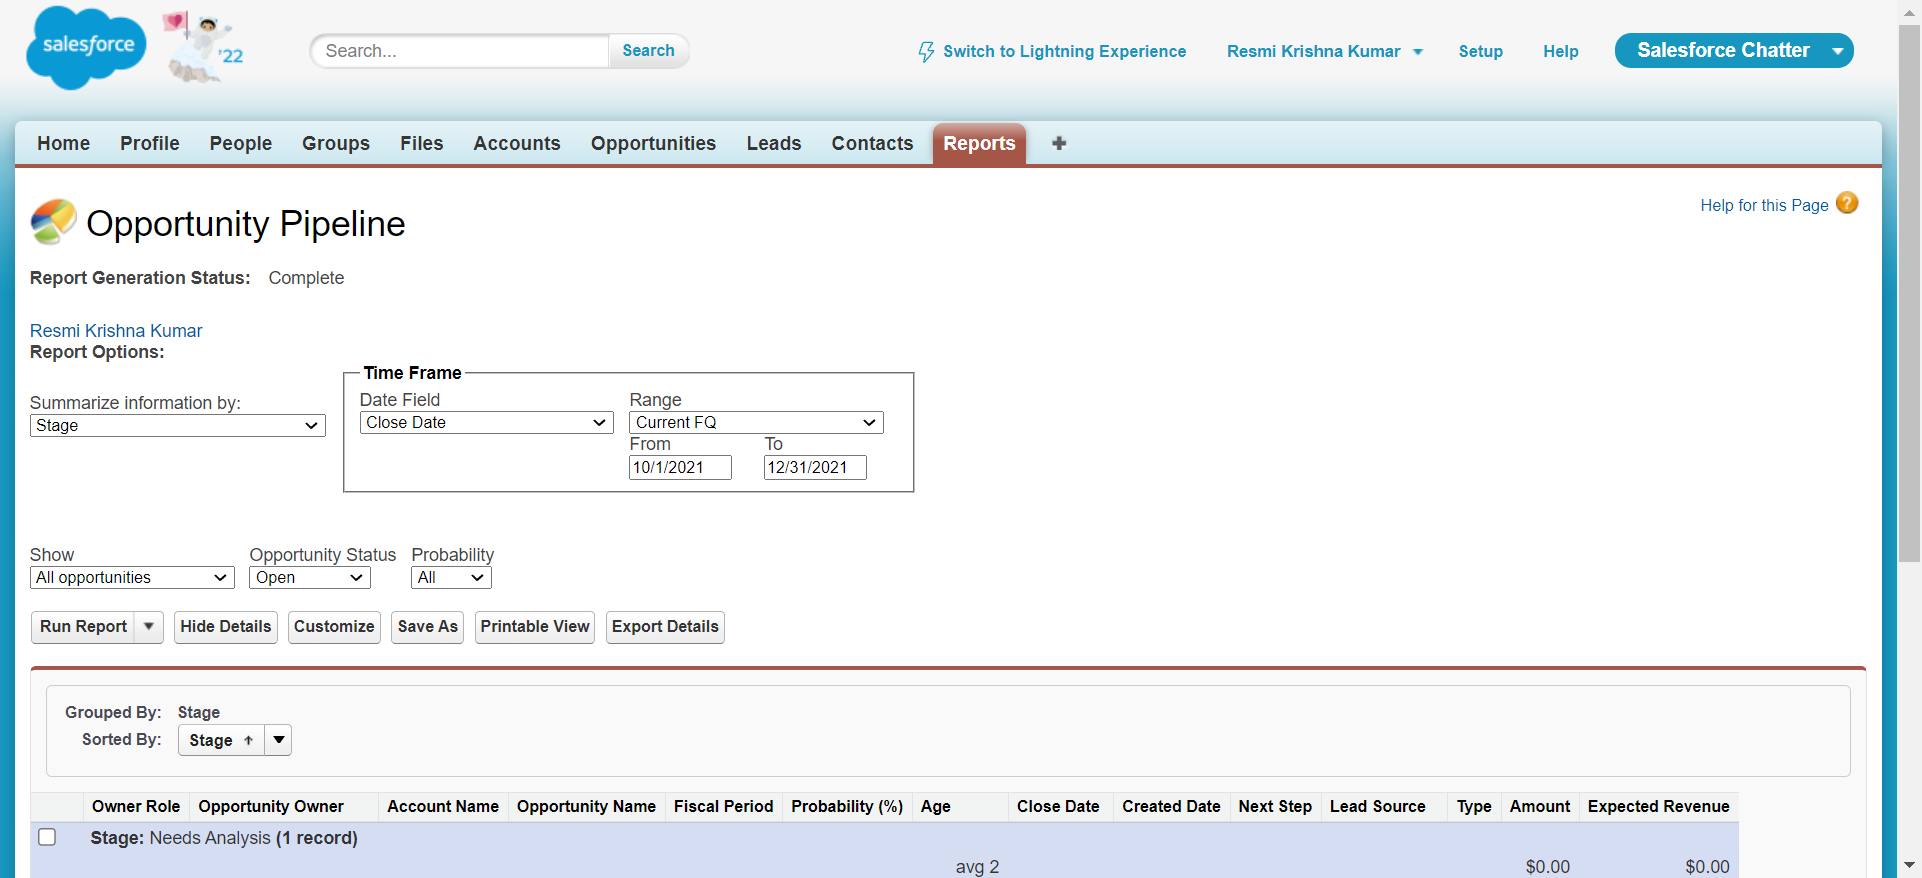 salesforce
'22
Search...
Search
Switch to Lightning Experience
Resmi Krishna Kumar
Setup
Help
Salesforce Chatter
Home Profile People Groups Files Accounts Opportunities Leads Contacts Reports
Opportunity Pipeline
Help for this Page ?
Report Generation Status: Complete
Resmi Krishna Kumar
Report Options:
Time Frame
Summarize information by:
Stage
Date Field
Close Date
Range
Current FQ
From To
10/1/2021 12/31/2021
Show Opportunity Status Probability
All opportunities Open All
Run Report Hide Details Customize Save As Printable View Export Details
Grouped By: Stage
Sorted By: Stage
Owner Role Opportunity Owner Account Name Opportunity Name Fiscal Period Probability (%) Age Close Date Created Date Next Step Lead Source Type Amount Expected Revenue
Stage: Needs Analysis (1 record)
avg 2 $0.00 $0.00